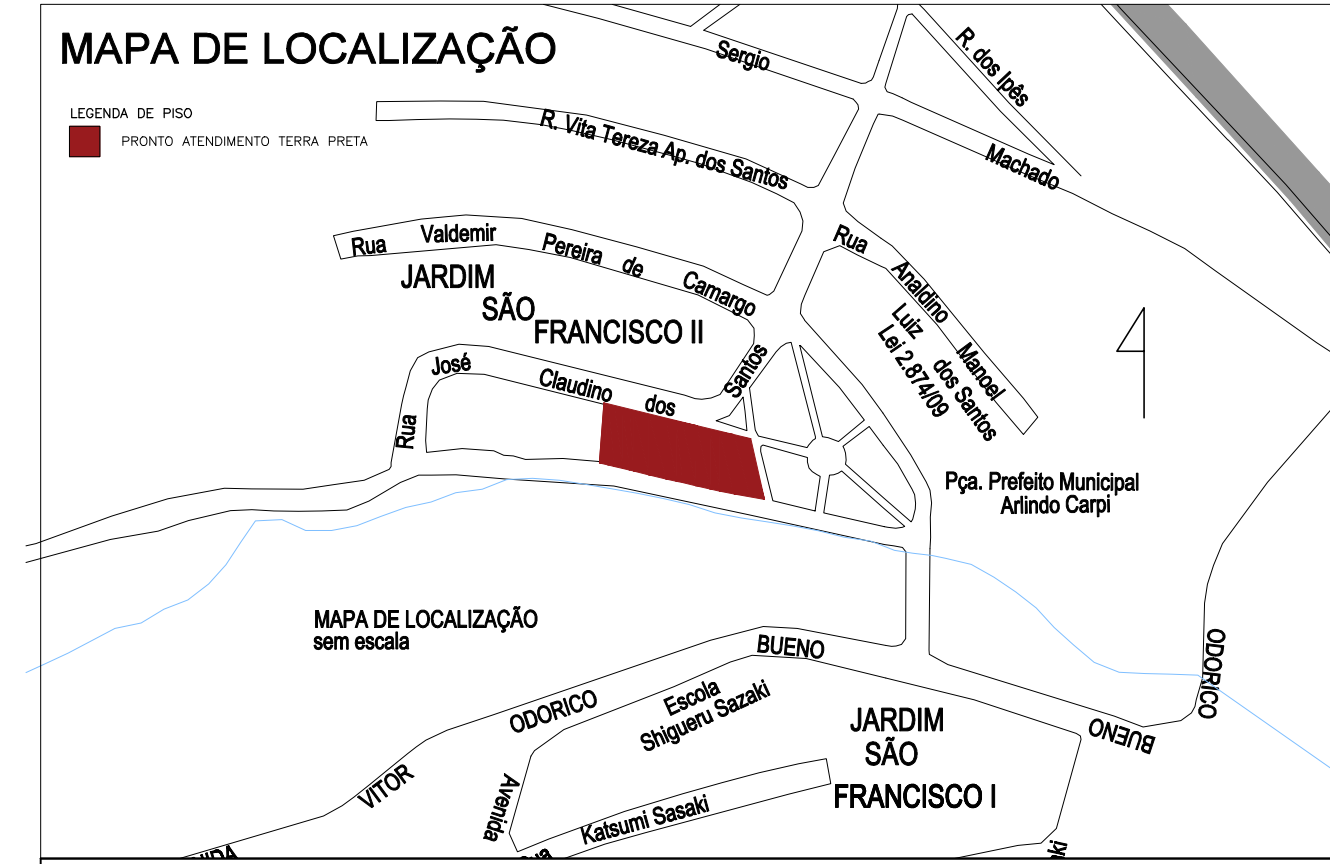 MAPA DE LOCALIZAÇÃO
LEGENDA DE PISO
PRONTO ATENDIMENTO TERRA PRETA
Sergio
Machado
R. dos Ipês
R. Vita Tereza Ap. dos Santos
Rua Valdemir Pereira de Camargo
JARDIM
SÃO
FRANCISCO II
Rua José Claudino dos Santos
Rua Analdino Manoel
Luiz dos Santos
Lei 2.874/09
Pça. Prefeito Municipal
Arlindo Carpi
MAPA DE LOCALIZAÇÃO
sem escala
VITOR ODORICO BUENO
Escola
Shigueru Sazaki
ODORICO
BUENO
JARDIM
SÃO
FRANCISCO I
Avenida
Katsumi Sasaki